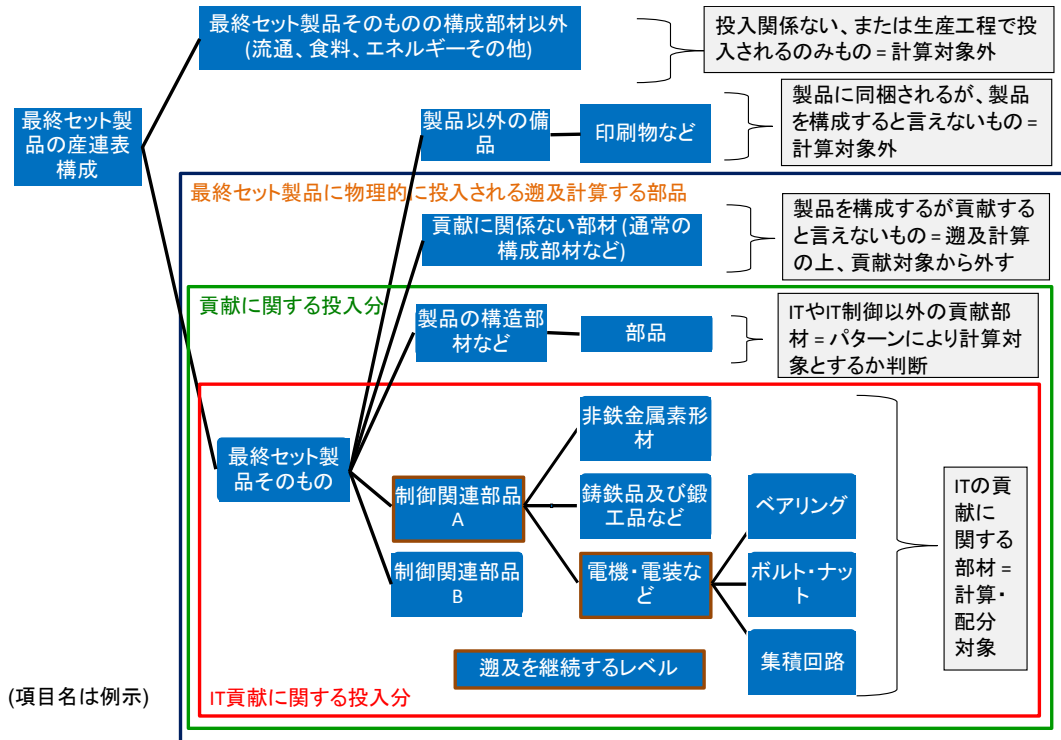 最終セット製品そのものの構成部材以外
(流通、食料、エネルギーその他)
投入関係ない、または生産工程で投
入されるのみもの = 計算対象外
最終セット製
品の産連表
構成
製品以外の備
品
印刷物など
製品に同梱されるが、製品
を構成すると言えないもの =
計算対象外
最終セット製品に物理的に投入される遡及計算する部品
貢献に関係ない部材 (通常の
構成部材など)
製品を構成するが貢献する
と言えないもの = 遡及計算
の上、貢献対象から外す
貢献に関する投入分
製品の構造部
材など
部品
ITやIT制御以外の貢献部
材 = パターンにより計算対
象とするか判断
最終セット製
品そのもの
非鉄金属素形
材
制御関連部品
A
鋳鉄品及び鍛
工品など
ベアリング
制御関連部品
B
電機・電装な
ど
ボルト・ナッ
ト
集積回路
ITの貢
献に
関する
部材 =
計算・
配分
対象
遡及を継続するレベル
(項目名は例示)
IT貢献に関する投入分